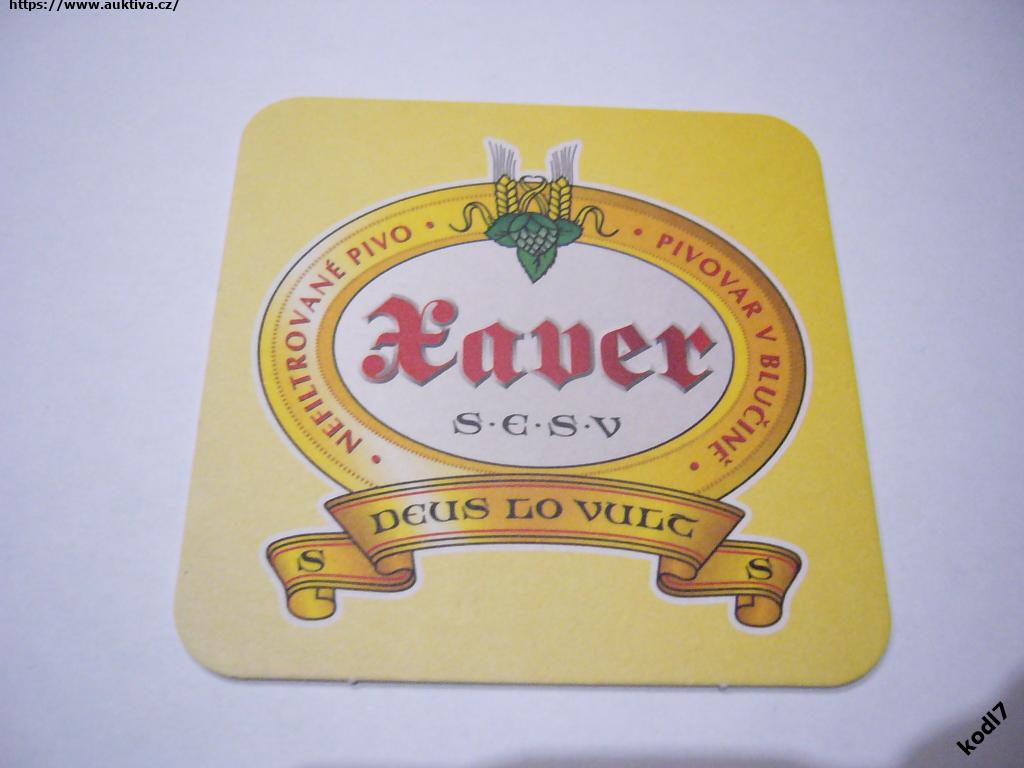 https://www.auktiva.cz/
• NEFILTROVANÉ PIVO •
• PIVOVAR V BLUČINĚ •
Xaver
S·E·S·V
DEUS LO VULT
S
S
kodl7